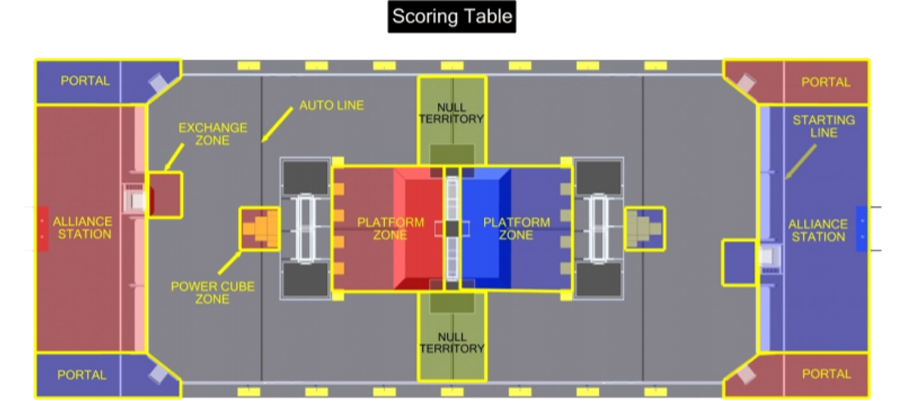 Scoring Table
PORTAL
PORTAL
AUTO LINE
NULL
TERRITORY
STARTING
LINE
EXCHANGE
ZONE
ALLIANCE
STATION
PLATFORM
ZONE
PLATFORM
ZONE
ALLIANCE
STATION
POWER CUBE
ZONE
NULL
TERRITORY
PORTAL
PORTAL